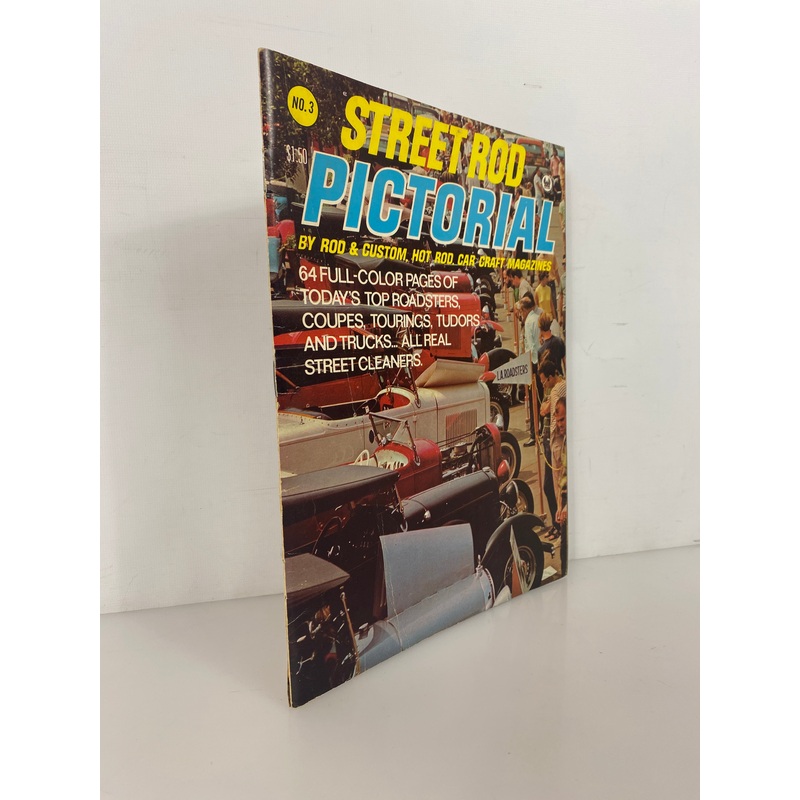 NO. 3
$1.50
STREET ROD
PICTORIAL
BY ROD & CUSTOM, HOT ROD, CAR CRAFT MAGAZINES
64 FULL-COLOR PAGES OF
TODAY'S TOP ROADSTERS,
COUPES, TOURINGS, TUDORS
AND TRUCKS... ALL REAL
STREET CLEANERS.
L.A. ROADSTERS